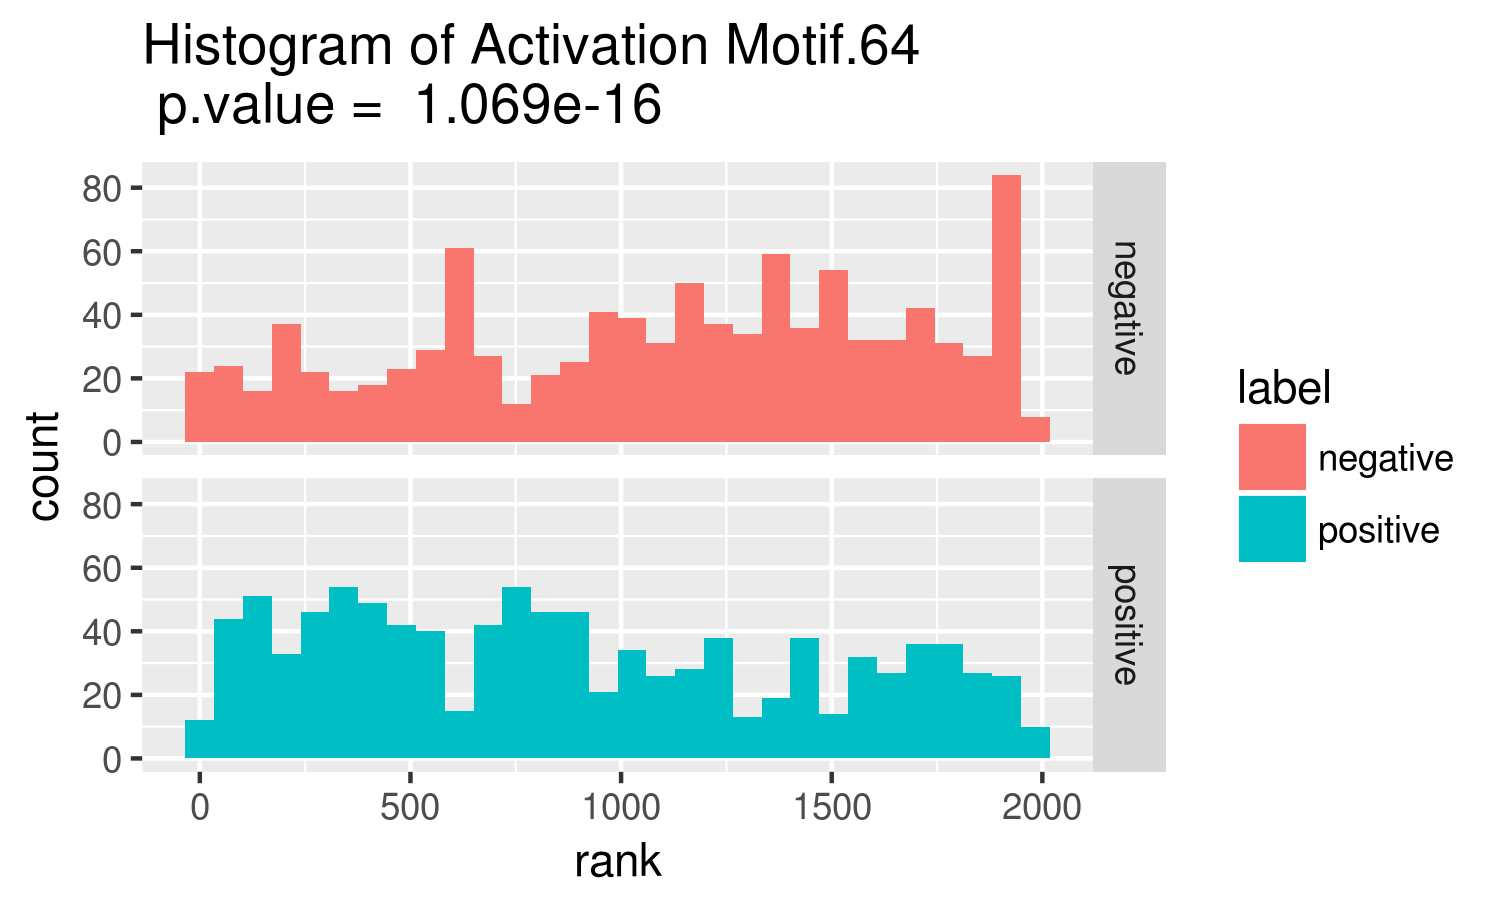 Histogram of Activation Motif.64
p.value = 1.069e-16
80
60
40
20
0
negative
80
60
40
20
0
positive
count
0 500 1000 1500 2000
rank
label
negative
positive